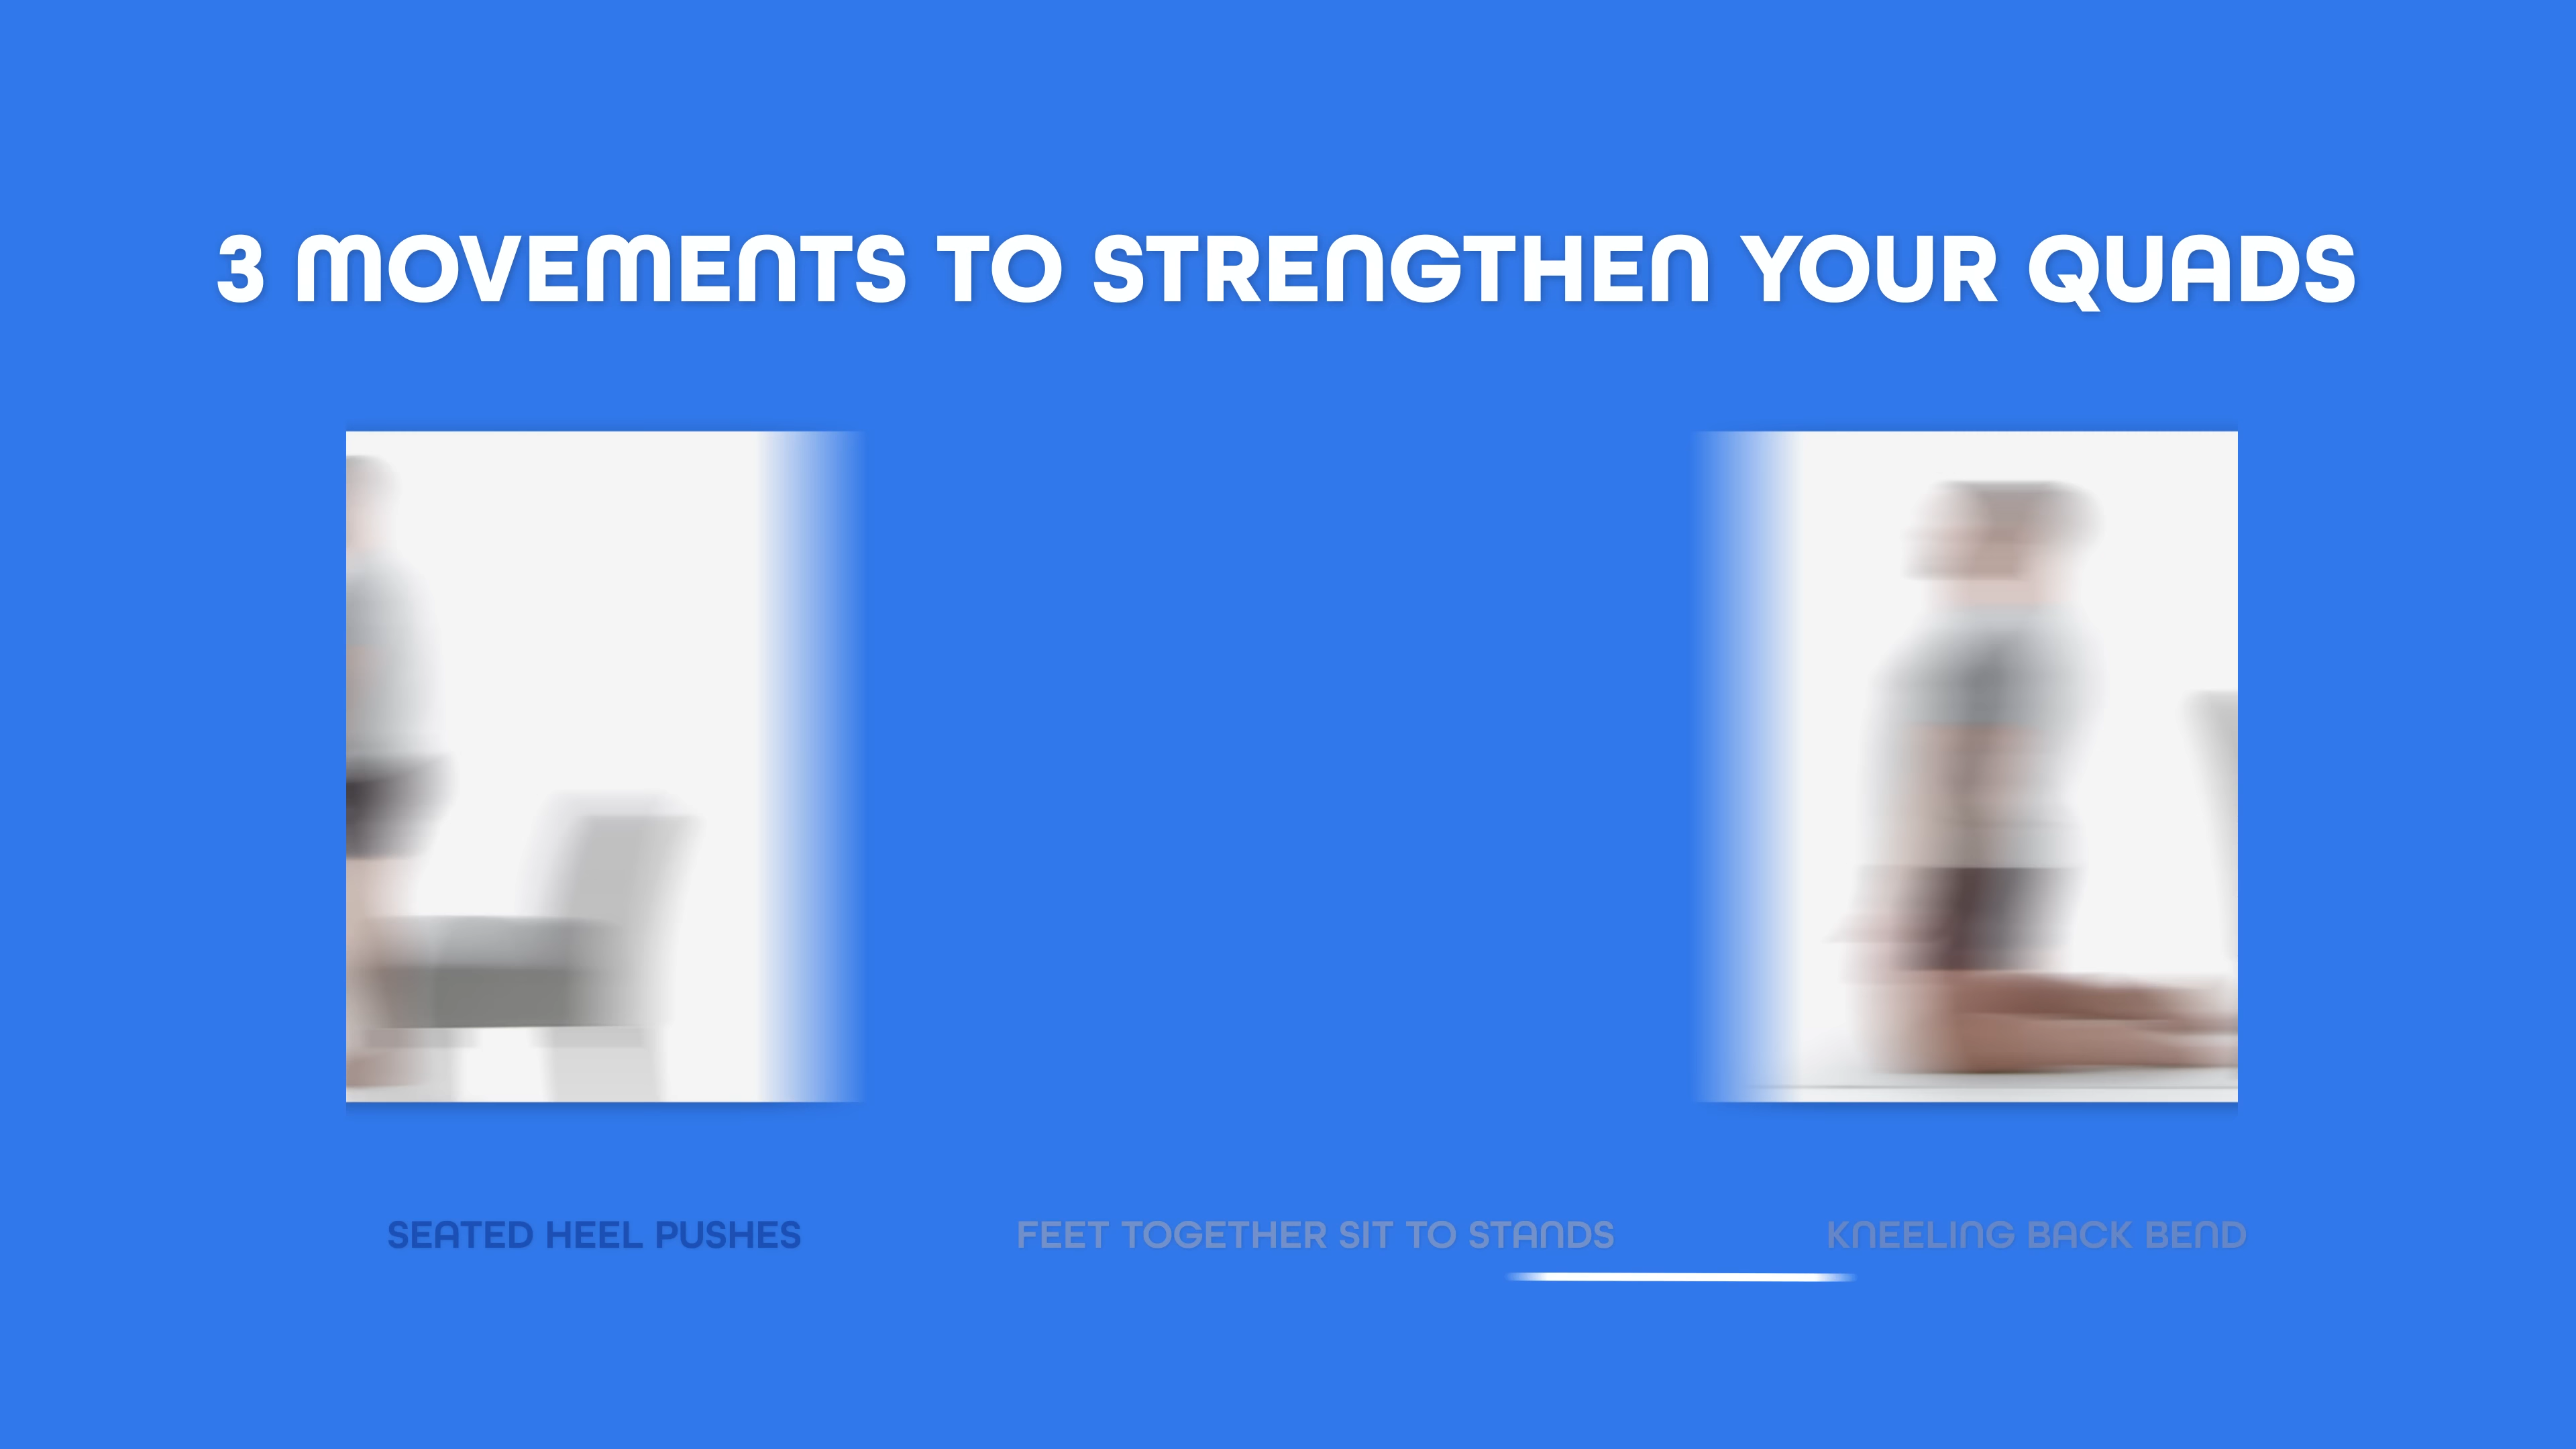 3 MOVEMENTS TO STRENGTHEN YOUR QUADS
SEATED HEEL PUSHES
FEET TOGETHER SIT TO STANDS
KNEELING BACK BEND